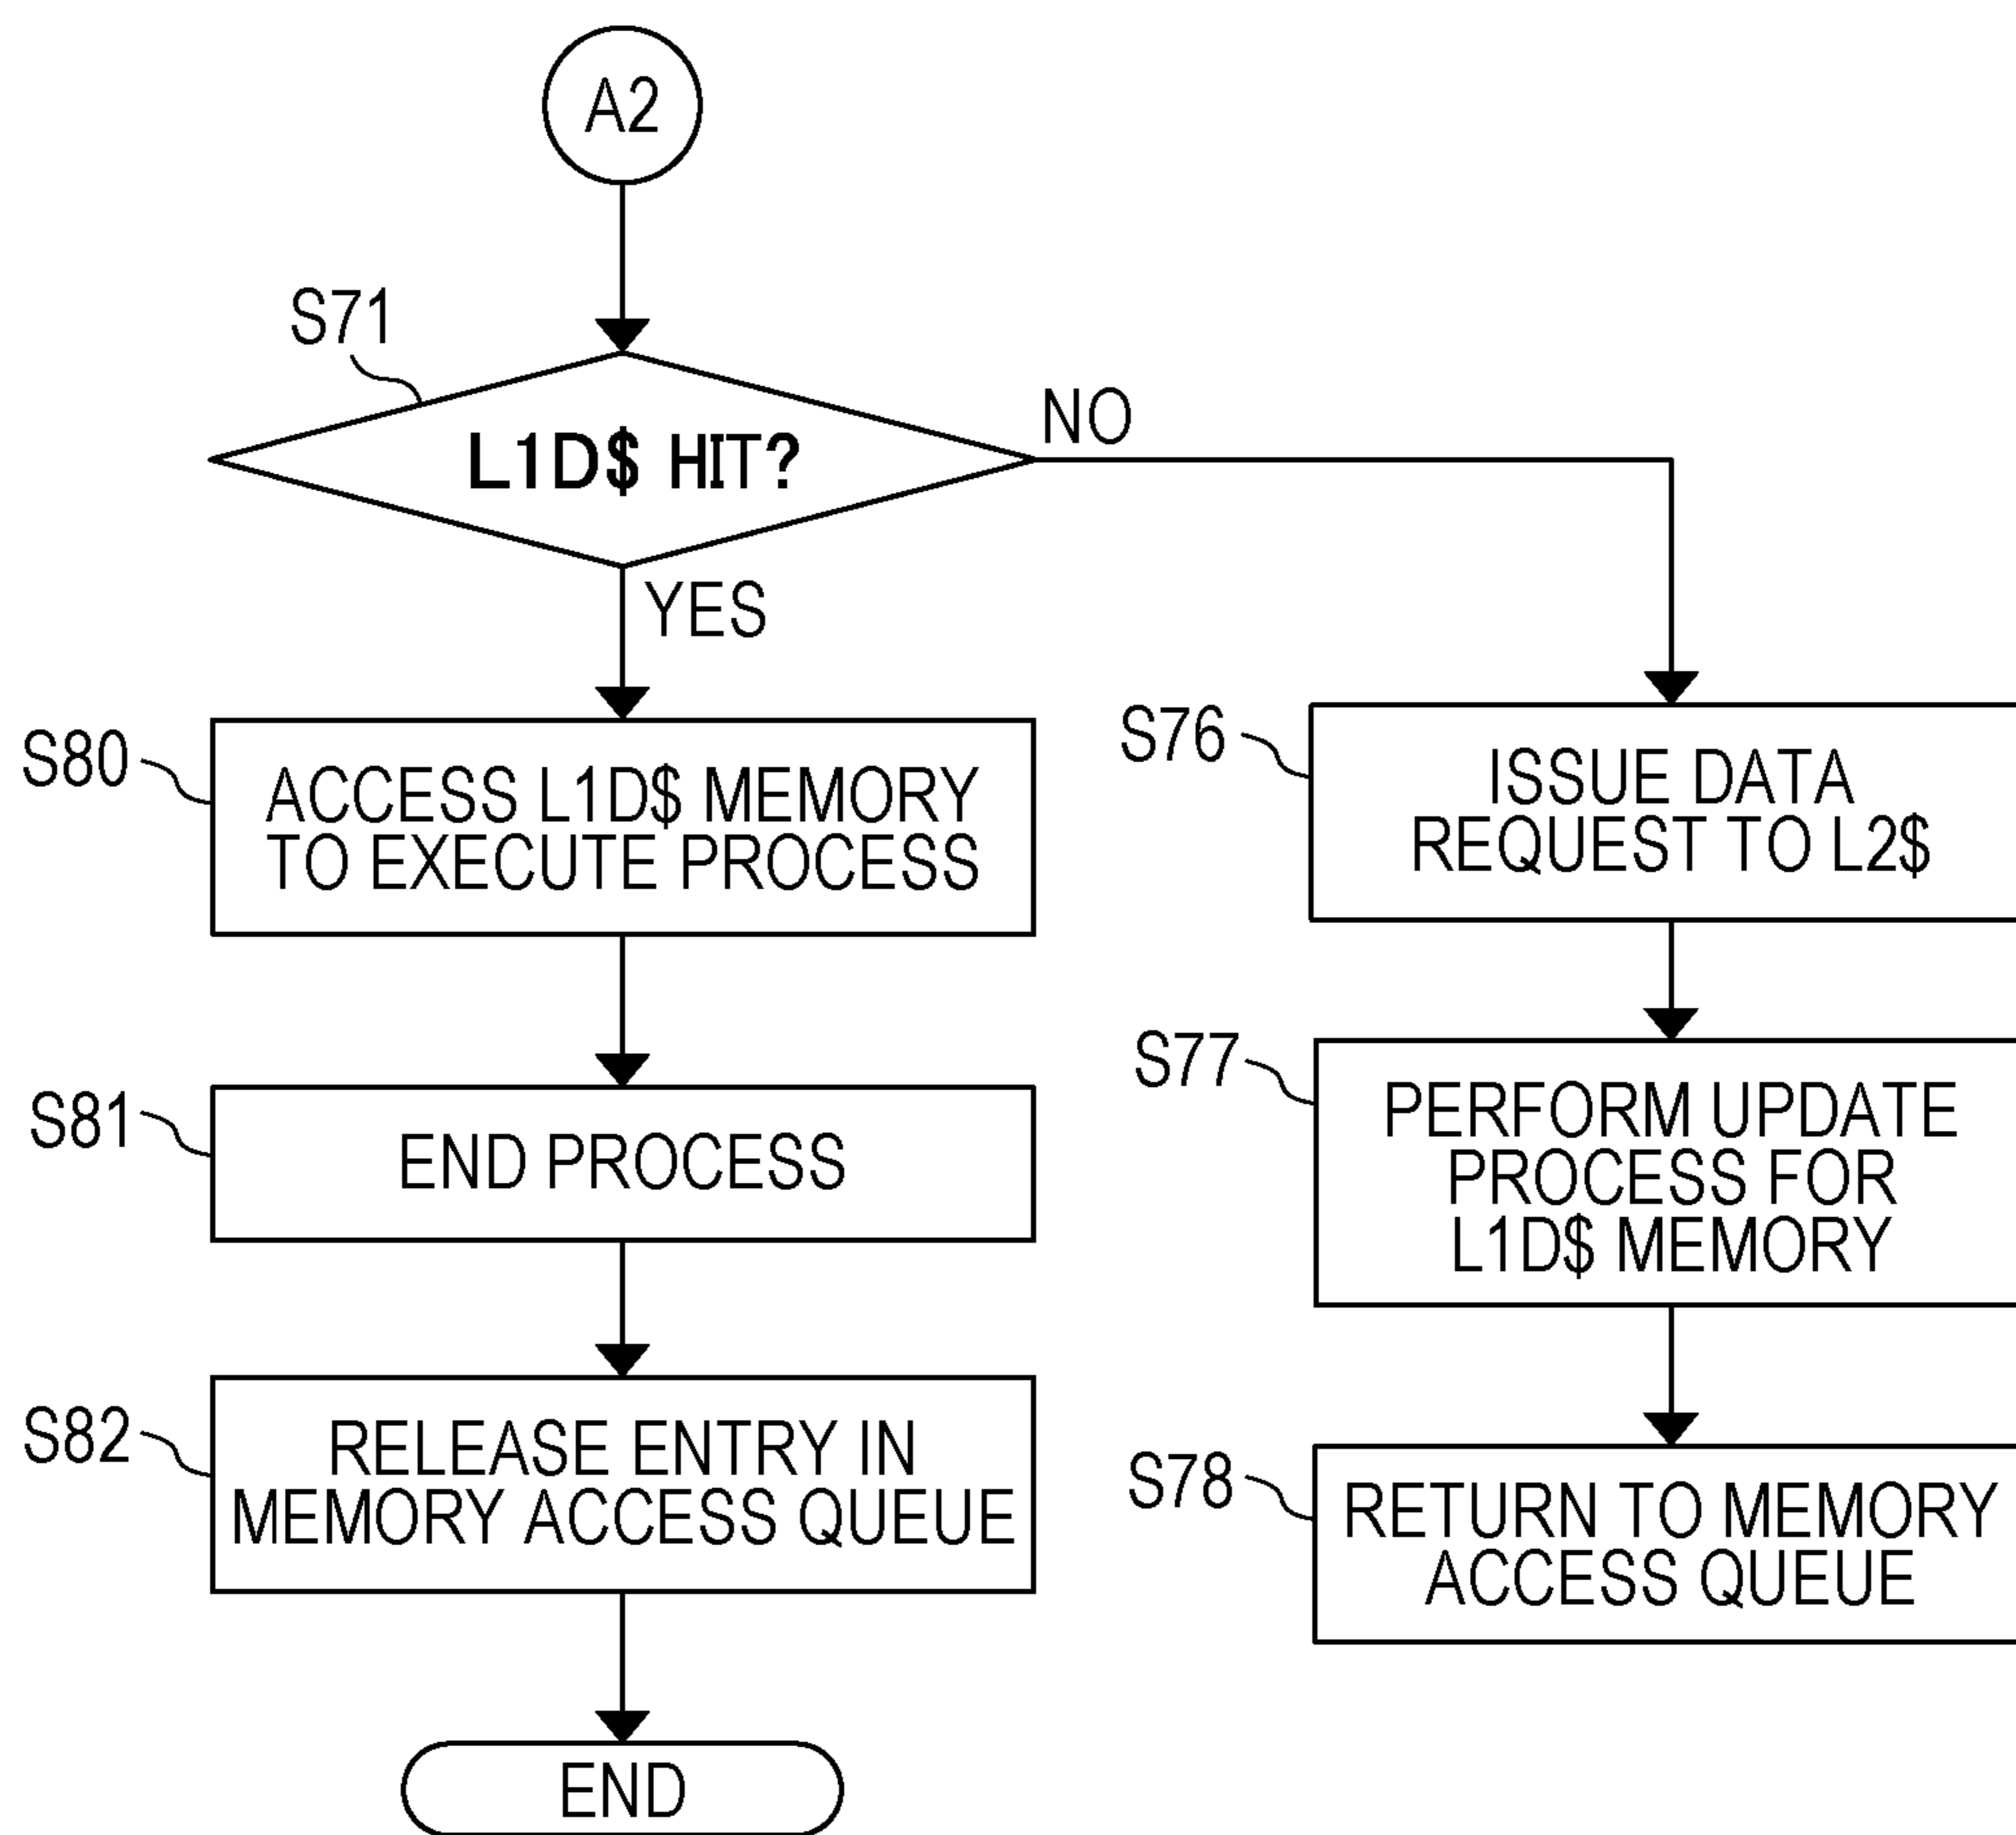 A2
S71
L1D$ HIT?
NO
YES
S80
ACCESS L1D$ MEMORY
TO EXECUTE PROCESS
S81
END PROCESS
S82
RELEASE ENTRY IN
MEMORY ACCESS QUEUE
END
S76
ISSUE DATA
REQUEST TO L2$
S77
PERFORM UPDATE
PROCESS FOR
L1D$ MEMORY
S78
RETURN TO MEMORY
ACCESS QUEUE